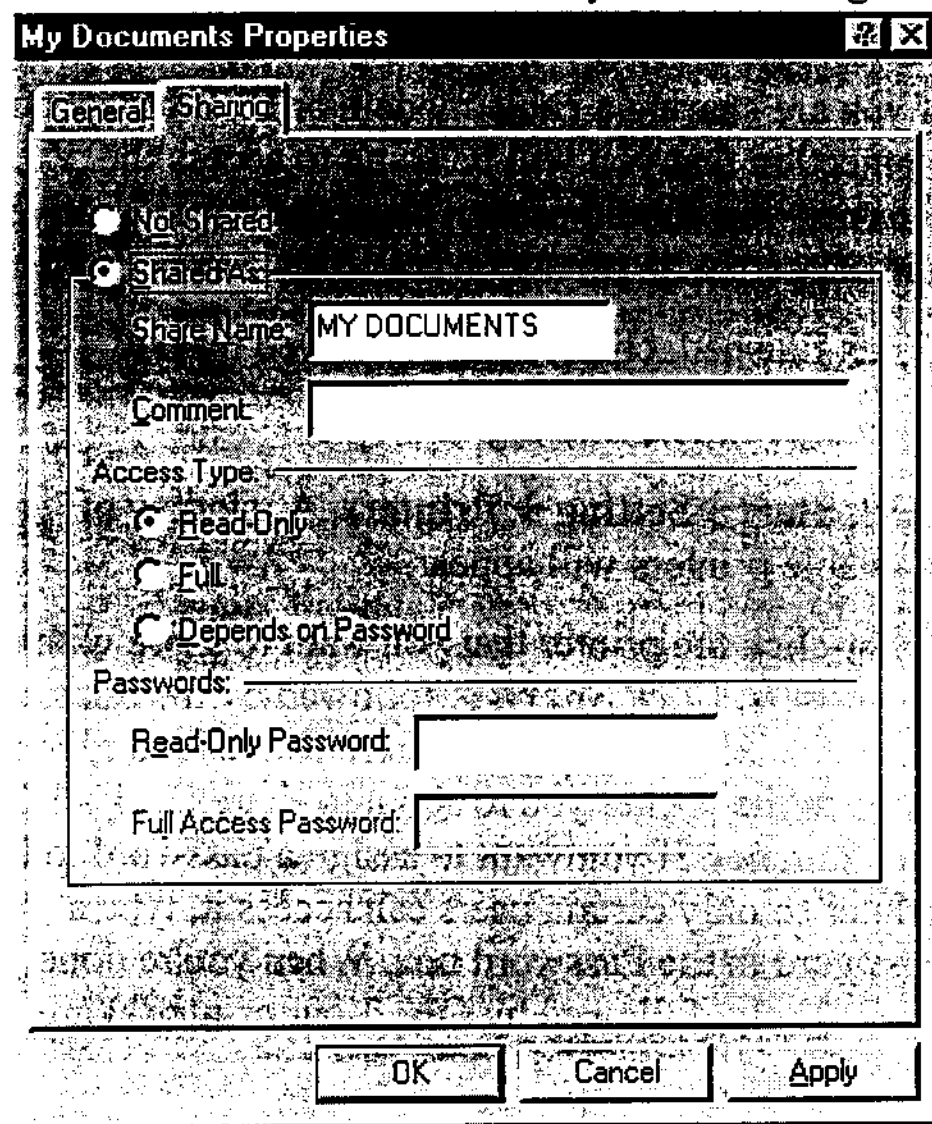 My Documents Properties
General Sharing
Not Shared
Shared As:
Share Name: MY DOCUMENTS
Comment:
Access Type:
Read-Only
Full
Depends on Password
Passwords:
Read-Only Password:
Full Access Password:
OK Cancel Apply